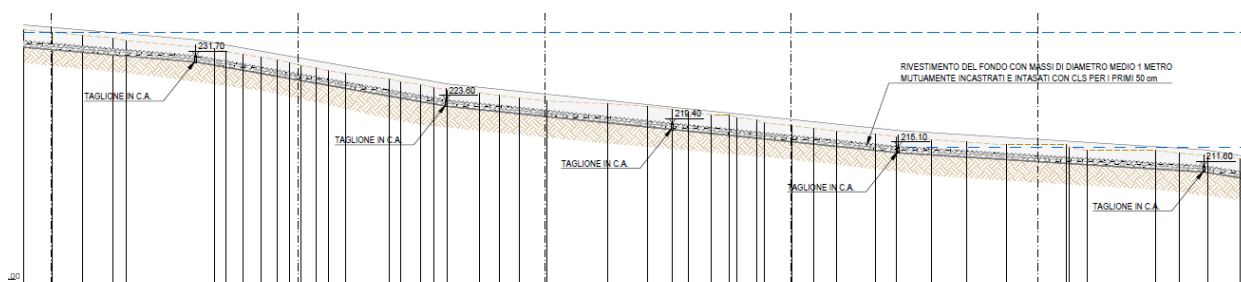 231.70
TAGLIONE IN C.A.
223.60
TAGLIONE IN C.A.
219.40
TAGLIONE IN C.A.
RIVESTIMENTO DEL FONDO CON MASSI DI DIAMETRO MEDIO 1 METRO
MUTUAMENTE INCASTRATI E INTASATI CON CLS PER I PRIMI 50 cm
215.10
TAGLIONE IN C.A.
211.60
TAGLIONE IN C.A.
.00